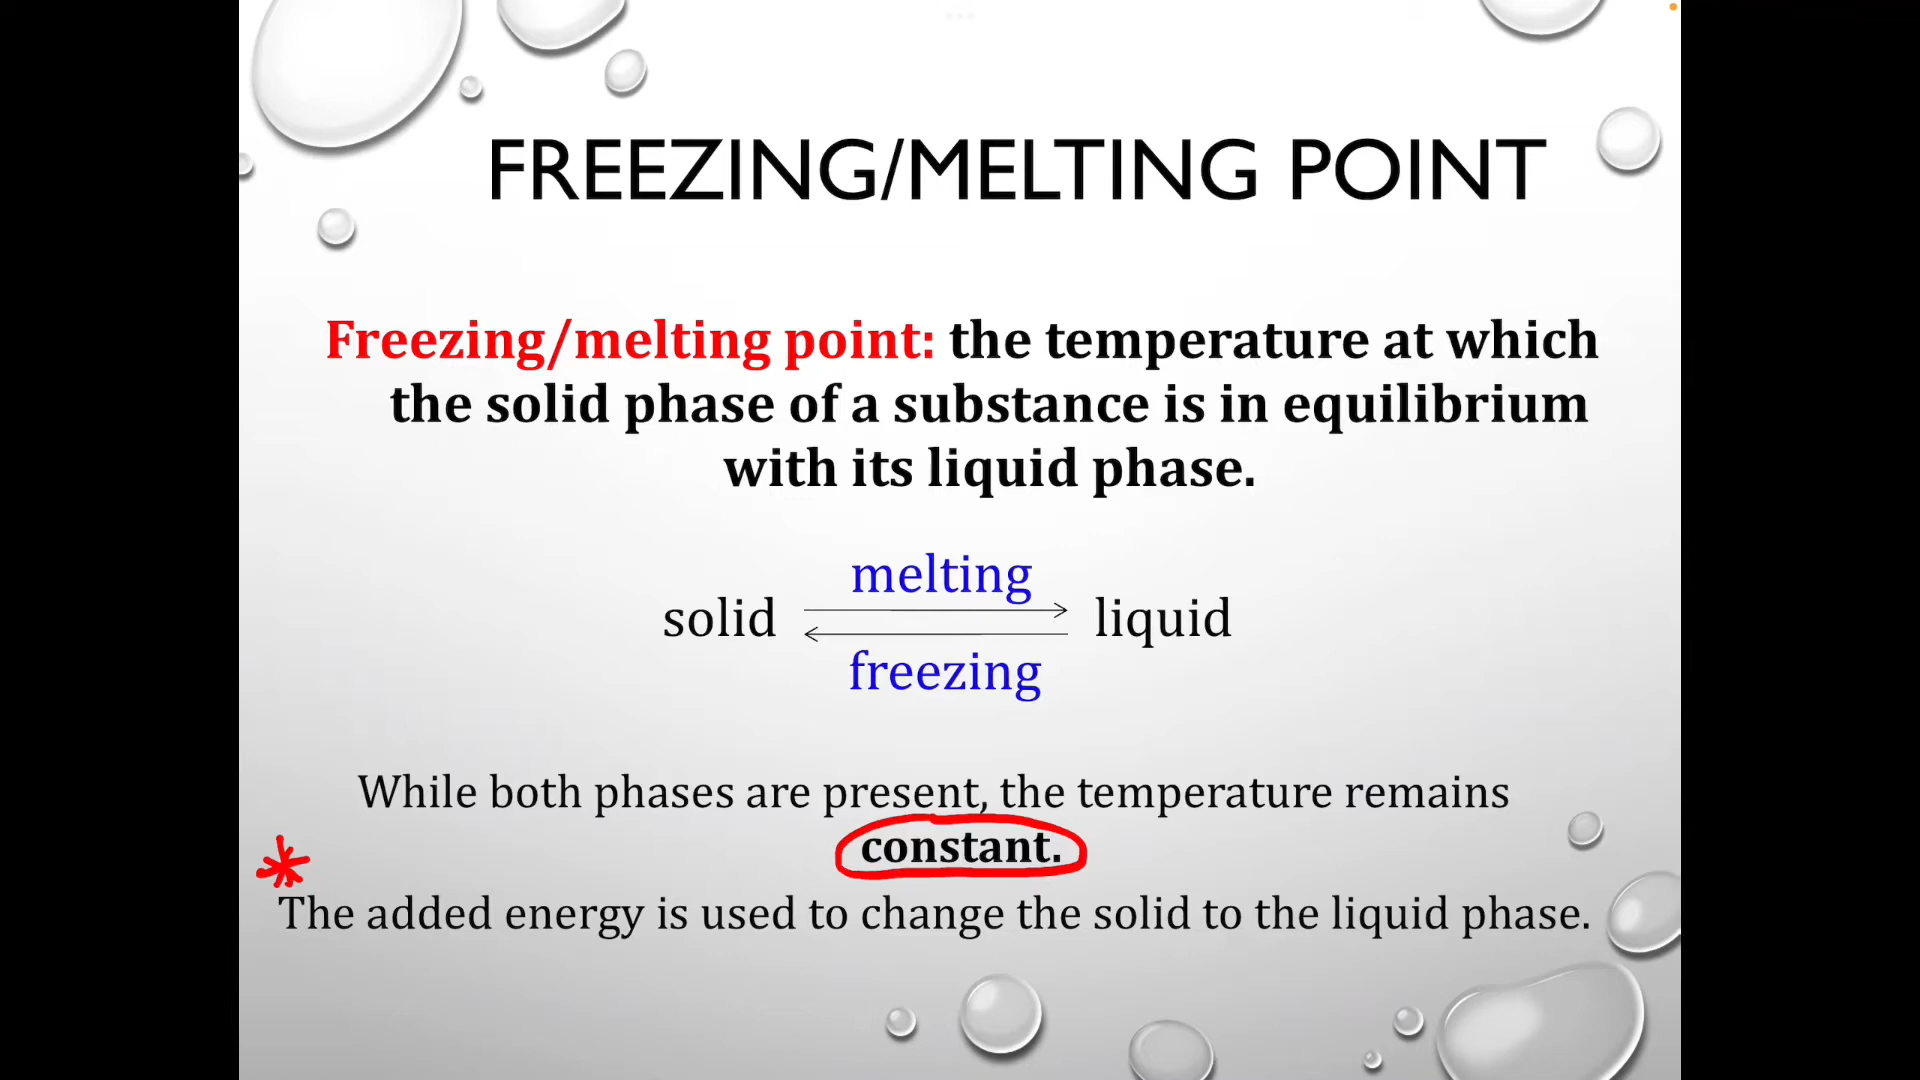 FREEZING/MELTING POINT
Freezing/melting point: the temperature at which
the solid phase of a substance is in equilibrium
with its liquid phase.
melting
solid liquid
freezing
While both phases are present, the temperature remains
constant.
The added energy is used to change the solid to the liquid phase.